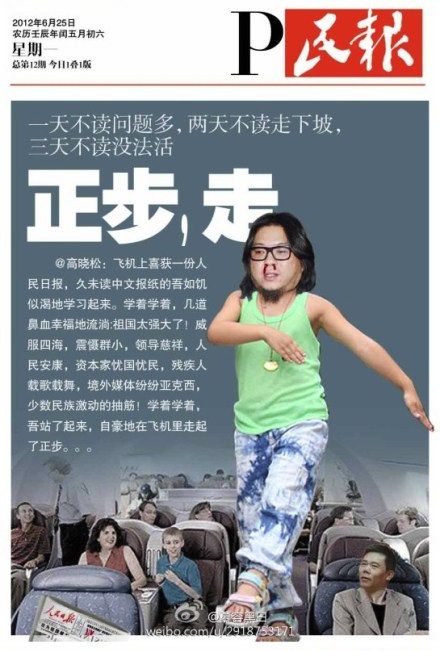 2012年6月25日
农历壬辰年闰五月初六
星期一
总第12期 今日1叠1版
P民報
一天不读问题多，两天不读走下坡，
三天不读没法活
正步，走
@高晓松：飞机上喜获一份人
民日报，久未读中文报纸的吾如饥
似渴地学习起来。学着学着，几道
鼻血幸福地流淌:祖国太强大了！威
服四海，震慑群小，领导慈祥，人
民安康，资本家忧国忧民，残疾人
载歌载舞，境外媒体纷纷亚克西，
少数民族激动的抽筋！学着学着，
吾站了起来，自豪地在飞机里走起
了正步。。。
人民日报
weibo.com/u/2918753171